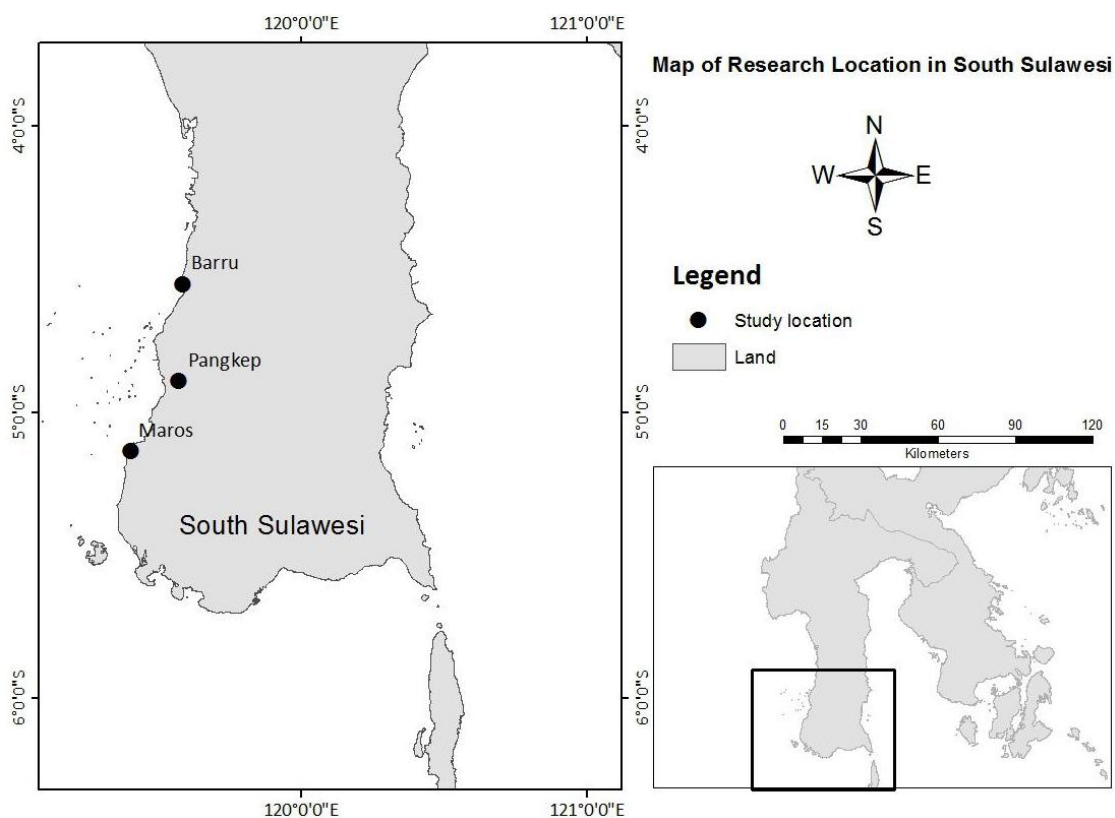 120°0'0"E
121°0'0"E
4°0'0"S
4°0'0"S
5°0'0"S
5°0'0"S
6°0'0"S
6°0'0"S
Barru
Pangkep
Maros
South Sulawesi
120°0'0"E
121°0'0"E
Map of Research Location in South Sulawesi
N
W
E
S
Legend
Study location
Land
0 15 30 60 90 120
Kilometers